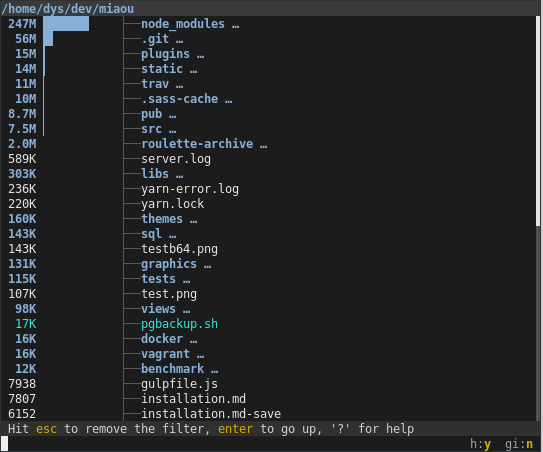 /home/dys/dev/miaou
247M ├──node_modules …
56M ├──.git …
15M ├──plugins …
14M ├──static …
11M ├──trav …
10M ├──.sass-cache …
8.7M ├──pub …
7.5M ├──src …
2.0M ├──roulette-archive …
589K ├──server.log
303K ├──libs …
236K ├──yarn-error.log
220K ├──yarn.lock
160K ├──themes …
143K ├──sql …
143K ├──testb64.png
131K ├──graphics …
115K ├──tests …
107K ├──test.png
98K ├──views …
17K ├──pgbackup.sh
16K ├──docker …
16K ├──vagrant …
12K ├──benchmark …
7938 ├──gulpfile.js
7807 ├──installation.md
6152 ├──installation.md-save
Hit esc to remove the filter, enter to go up, '?' for help
h:y gi:n